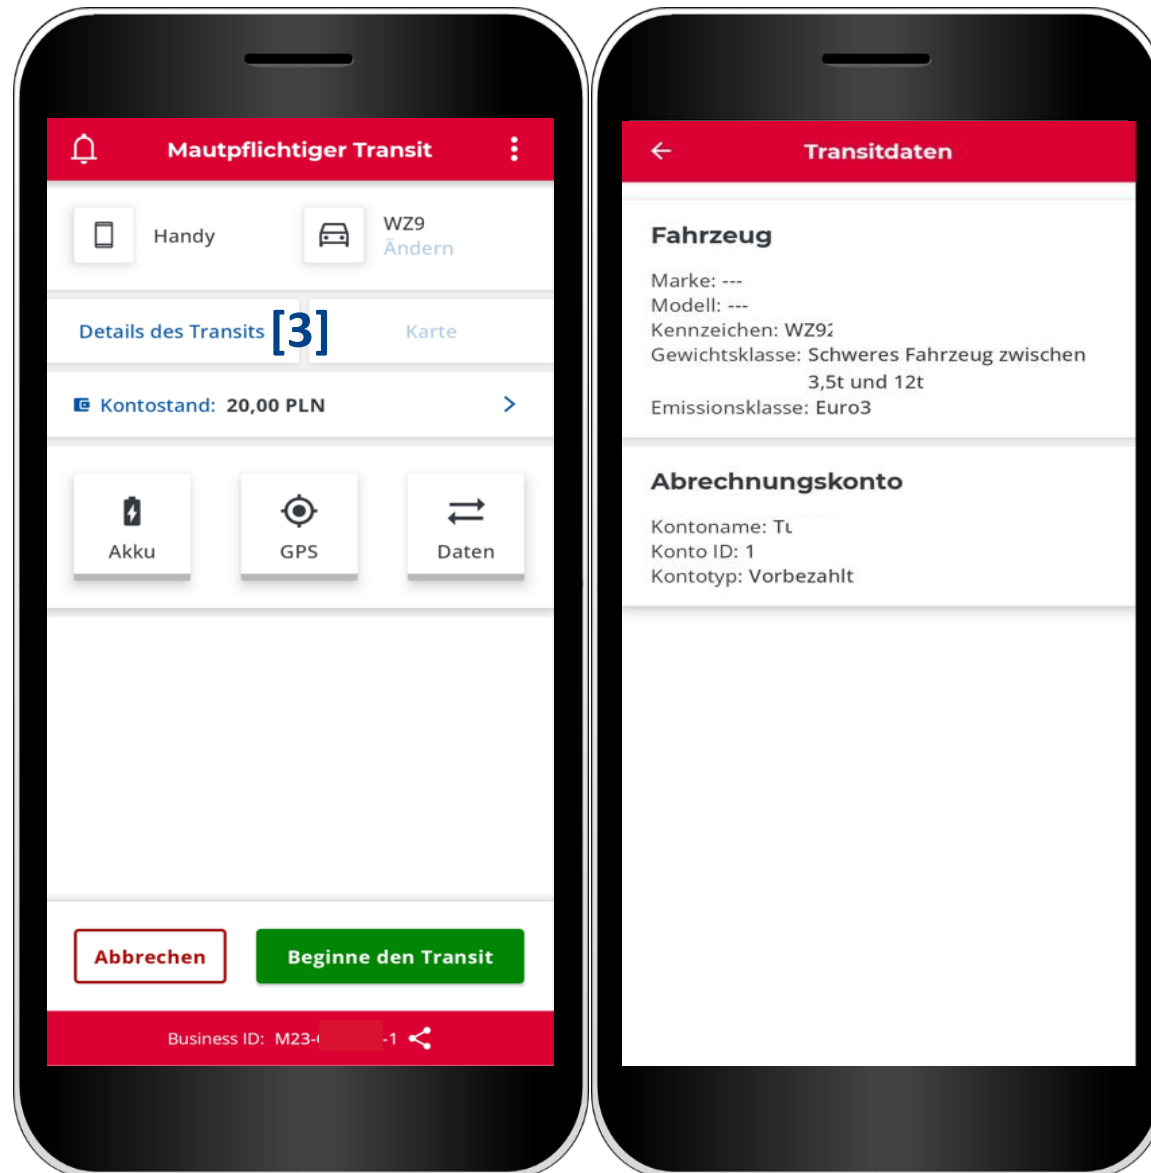 Mautpflichtiger Transit
Handy
WZ9
Ändern
Details des Transits [3]
Karte
Kontostand: 20,00 PLN
Akku
GPS
Daten
Abbrechen
Beginne den Transit
Business ID: M23- -1
Transitdaten
Fahrzeug
Marke: ---
Modell: ---
Kennzeichen: WZ92
Gewichtsklasse: Schweres Fahrzeug zwischen
3,5t und 12t
Emissionsklasse: Euro3
Abrechnungskonto
Kontoname:
Konto ID: 1
Kontotyp: Vorbezahlt